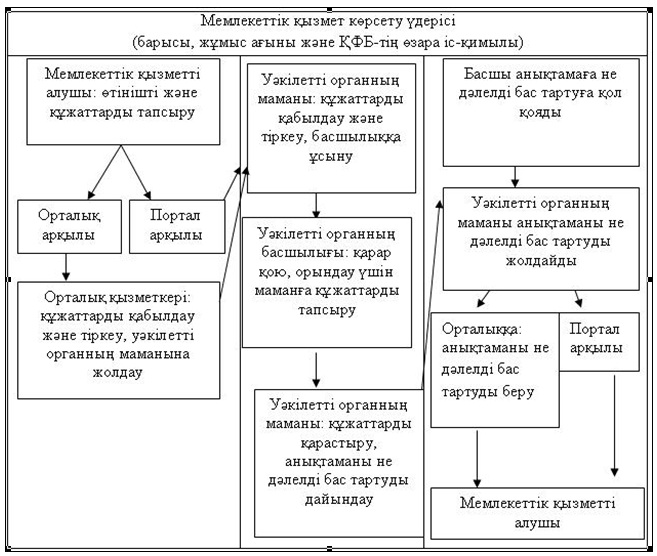 Мемлекеттік қызмет көрсету үдерісі
(барысы, жұмыс ағыны және ҚФБ-тің өзара іс-қимылы)
Мемлекеттік қызметті
алушы: өтінішті және
құжаттарды тапсыру
Орталық
арқылы
Портал
арқылы
Орталық қызметкері:
құжаттарды қабылдау
және тіркеу, уәкілетті
органның маманына
жолдау
Уәкілетті органның
маманы: құжаттарды
қабылдау және
тіркеу, басшылыққа
ұсыну
Уәкілетті органның
басшылығы: қарар
қою, орындау үшін
маманға құжаттарды
тапсыру
Уәкілетті органның
маманы: құжаттарды
қарастыру,
анықтаманы не
дәлелді бас тартуды
дайындау
Басшы анықтамаға не
дәлелді бас тартуға қол
қояды
Уәкілетті органның
маманы анықтаманы не
дәлелді бас тартуды
жолдайды
Орталыққа:
анықтаманы не
дәлелді бас
тартуды беру
Портал
арқылы
Мемлекеттік қызметті
алушы